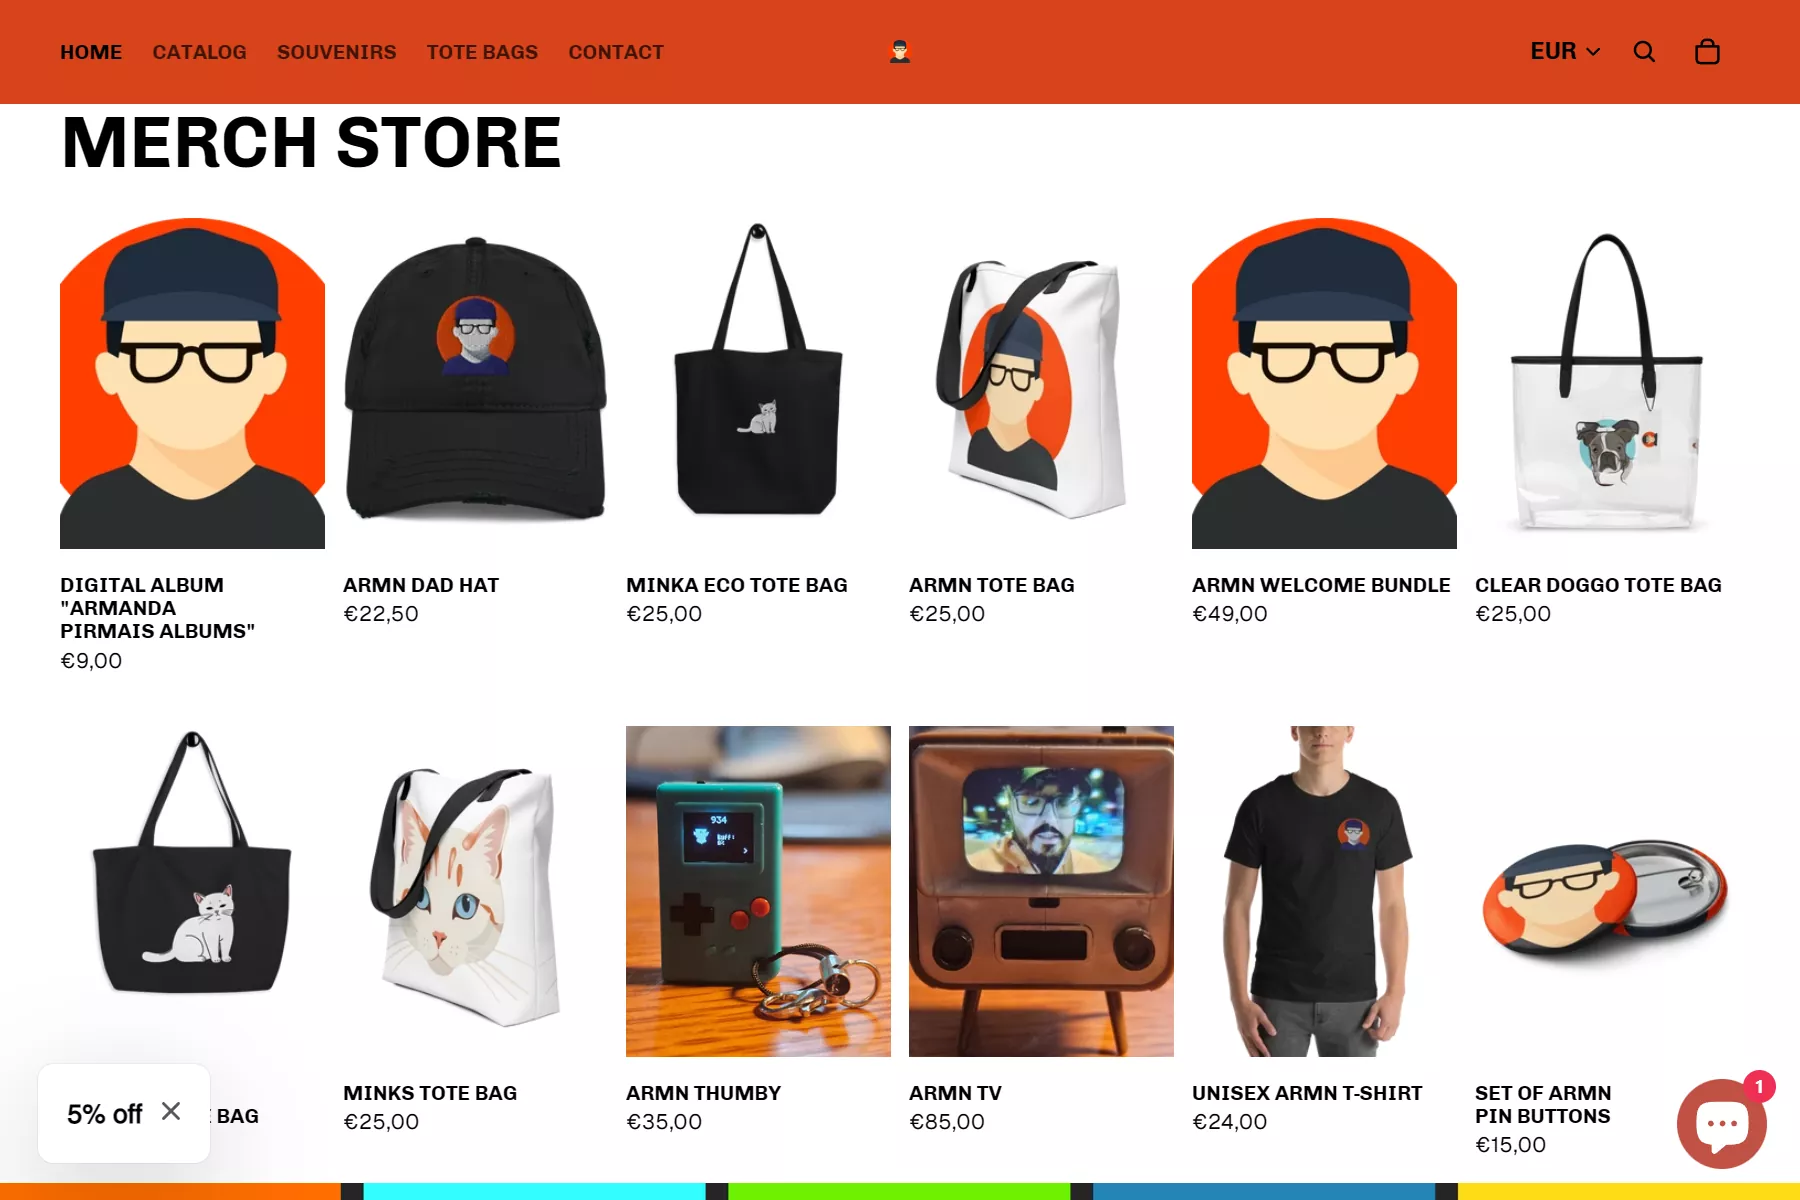 HOME CATALOG SOUVENIRS TOTE BAGS CONTACT EUR
MERCH STORE
DIGITAL ALBUM
"ARMANDA
PIRMAIS ALBUMS"
€9,00
ARMN DAD HAT
€22,50
MINKA ECO TOTE BAG
€25,00
ARMN TOTE BAG
€25,00
ARMN WELCOME BUNDLE
€49,00
CLEAR DOGGO TOTE BAG
€25,00
934
BAG
5% off
MINKS TOTE BAG
€25,00
ARMN THUMBY
€35,00
ARMN TV
€85,00
UNISEX ARMN T-SHIRT
€24,00
SET OF ARMN
PIN BUTTONS
€15,00
1